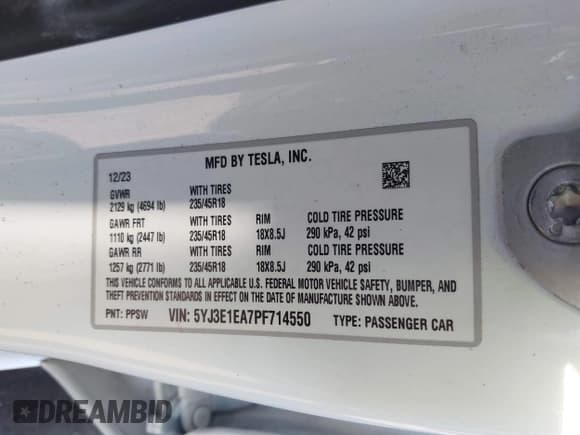 MFD BY TESLA, INC.
12/23
GVWR WITH TIRES
2129 kg (4694 lb) 235/45R18
GAWR FRT WITH TIRES RIM COLD TIRE PRESSURE
1110 kg (2447 lb) 235/45R18 18X8.5J 290 kPa, 42 psi
GAWR RR WITH TIRES RIM COLD TIRE PRESSURE
1257 kg (2771 lb) 235/45R18 18X8.5J 290 kPa, 42 psi
THIS VEHICLE CONFORMS TO ALL APPLICABLE U.S. FEDERAL MOTOR VEHICLE SAFETY, BUMPER, AND
THEFT PREVENTION STANDARDS IN EFFECT ON THE DATE OF MANUFACTURE SHOWN ABOVE.
PNT: PPSW VIN: 5YJ3E1EA7PF714550 TYPE: PASSENGER CAR
DREAMBID